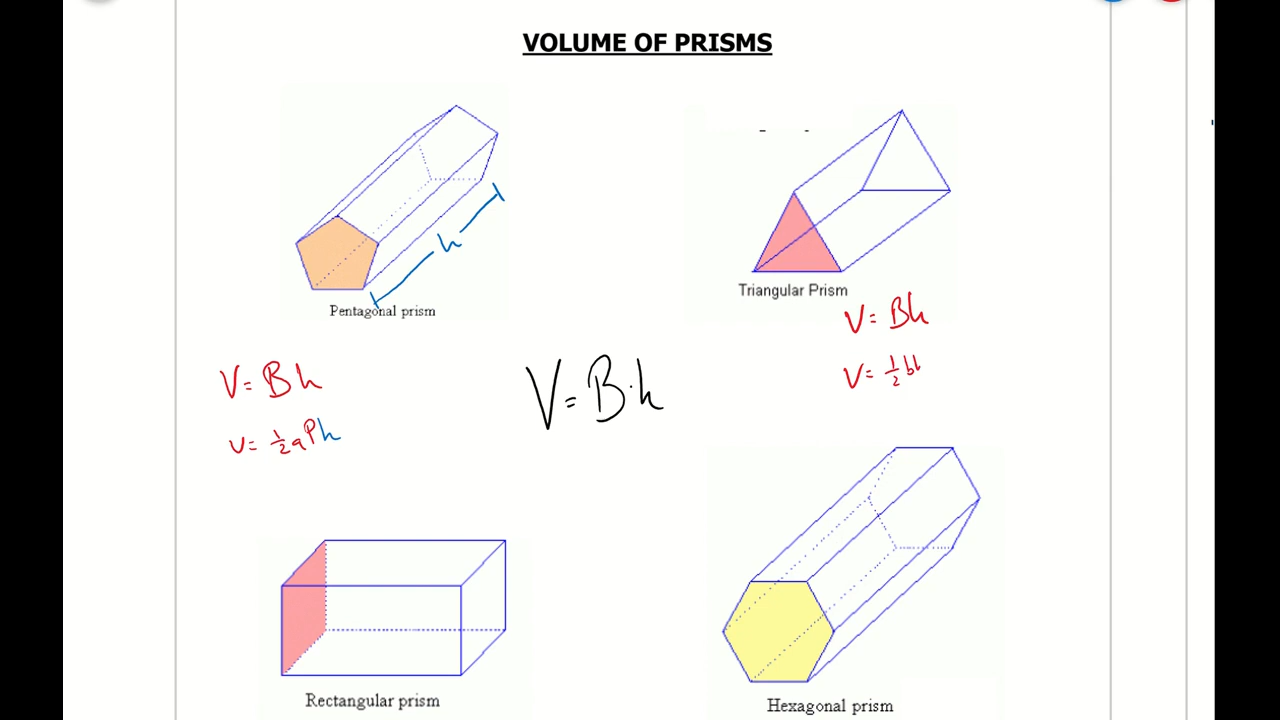 VOLUME OF PRISMS
h
Pentagonal prism
Triangular Prism
V = Bh
V = ½bh
V = Bh
V = ½aPh
V = B·h
Rectangular prism
Hexagonal prism